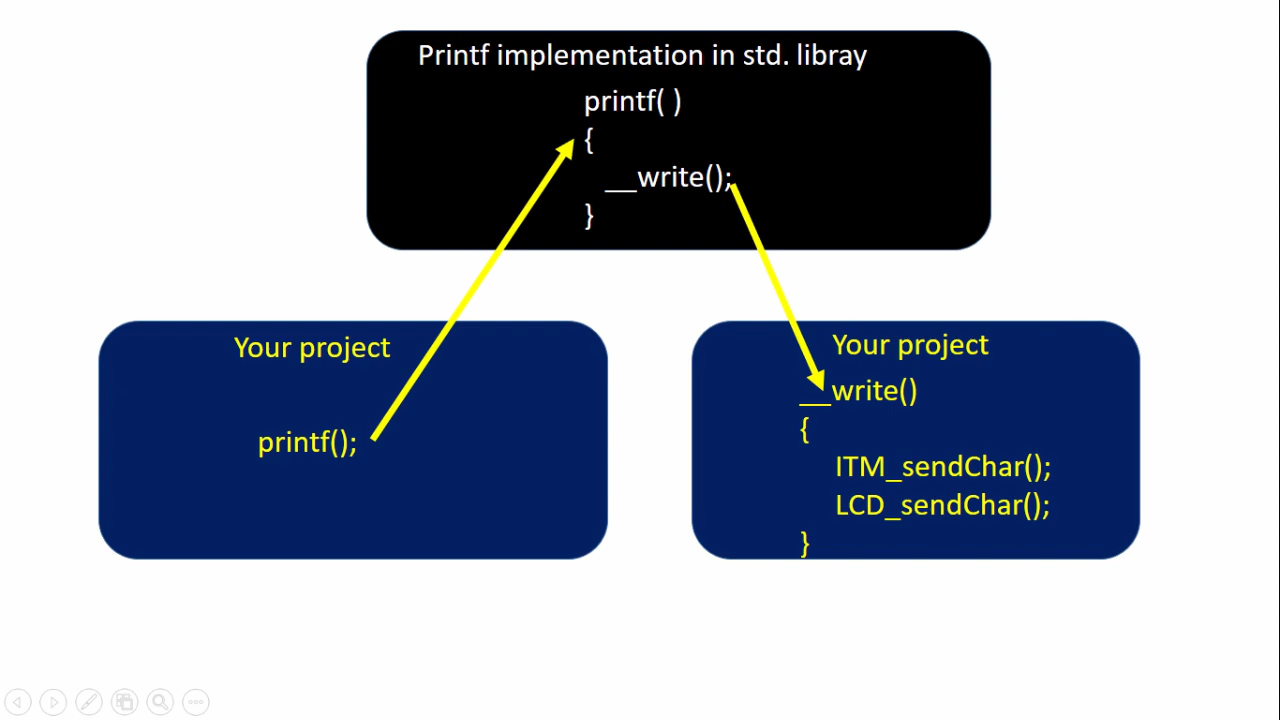 Printf implementation in std. libray
printf( )
{
__write();
}
Your project
printf();
Your project
__write()
{
ITM_sendChar();
LCD_sendChar();
}